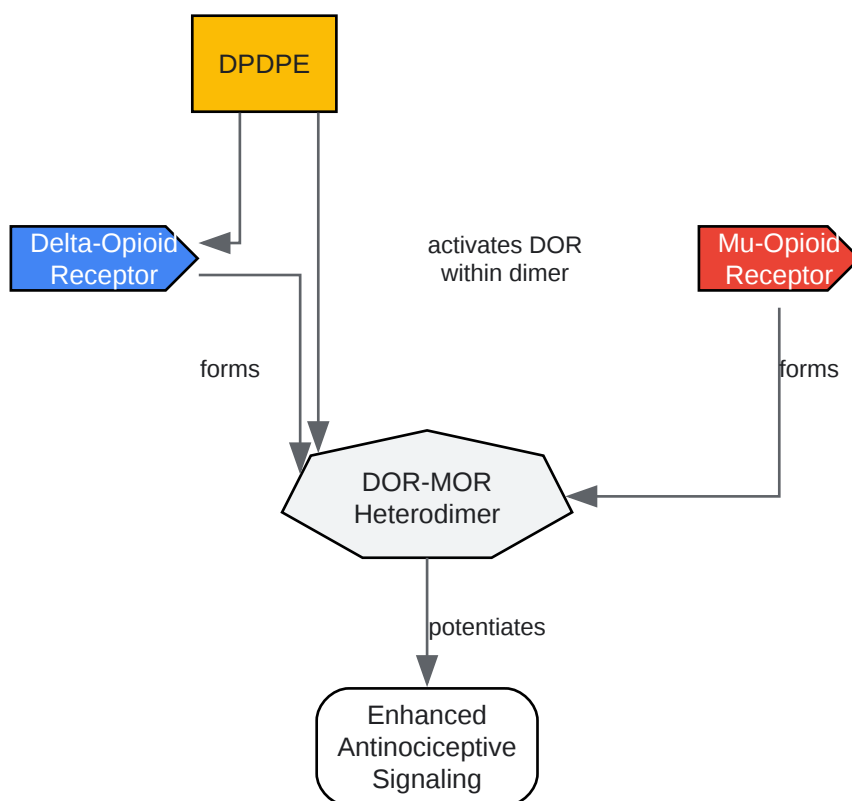 DPDPE
Delta-Opioid
Receptor
activates DOR
within dimer
Mu-Opioid
Receptor
forms
forms
DOR-MOR
Heterodimer
potentiates
Enhanced
Antinociceptive
Signaling